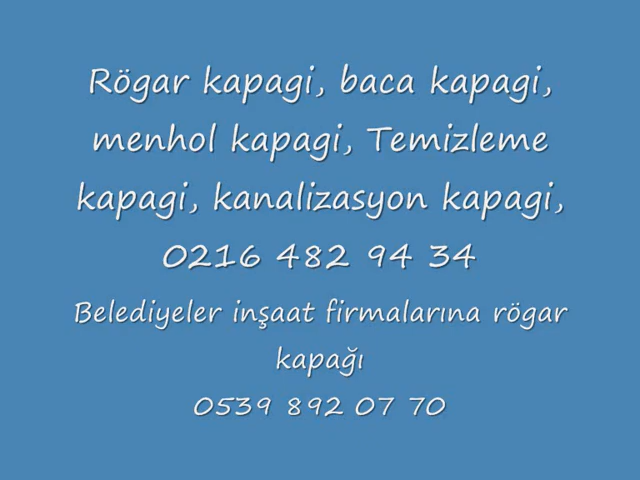 Rögar kapagi, baca kapagi,
menhol kapagi, Temizleme
kapagi, kanalizasyon kapagi,
0216 482 94 34
Belediyeler inşaat firmalarına rögar
kapağı
0539 892 07 70